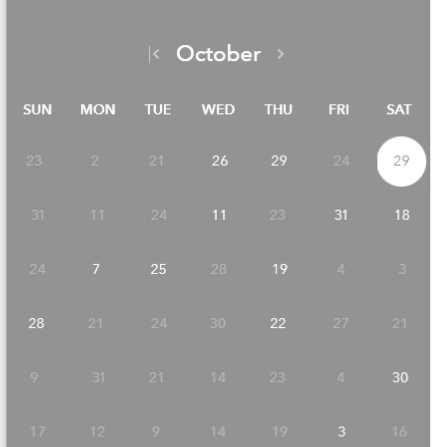 |< October >
SUN MON TUE WED THU FRI SAT
23 2 21 26 29 24 29
31 11 24 11 23 31 18
24 7 25 28 19 4 3
28 21 24 30 22 27 21
9 31 21 14 23 4 30
17 12 9 14 19 3 16